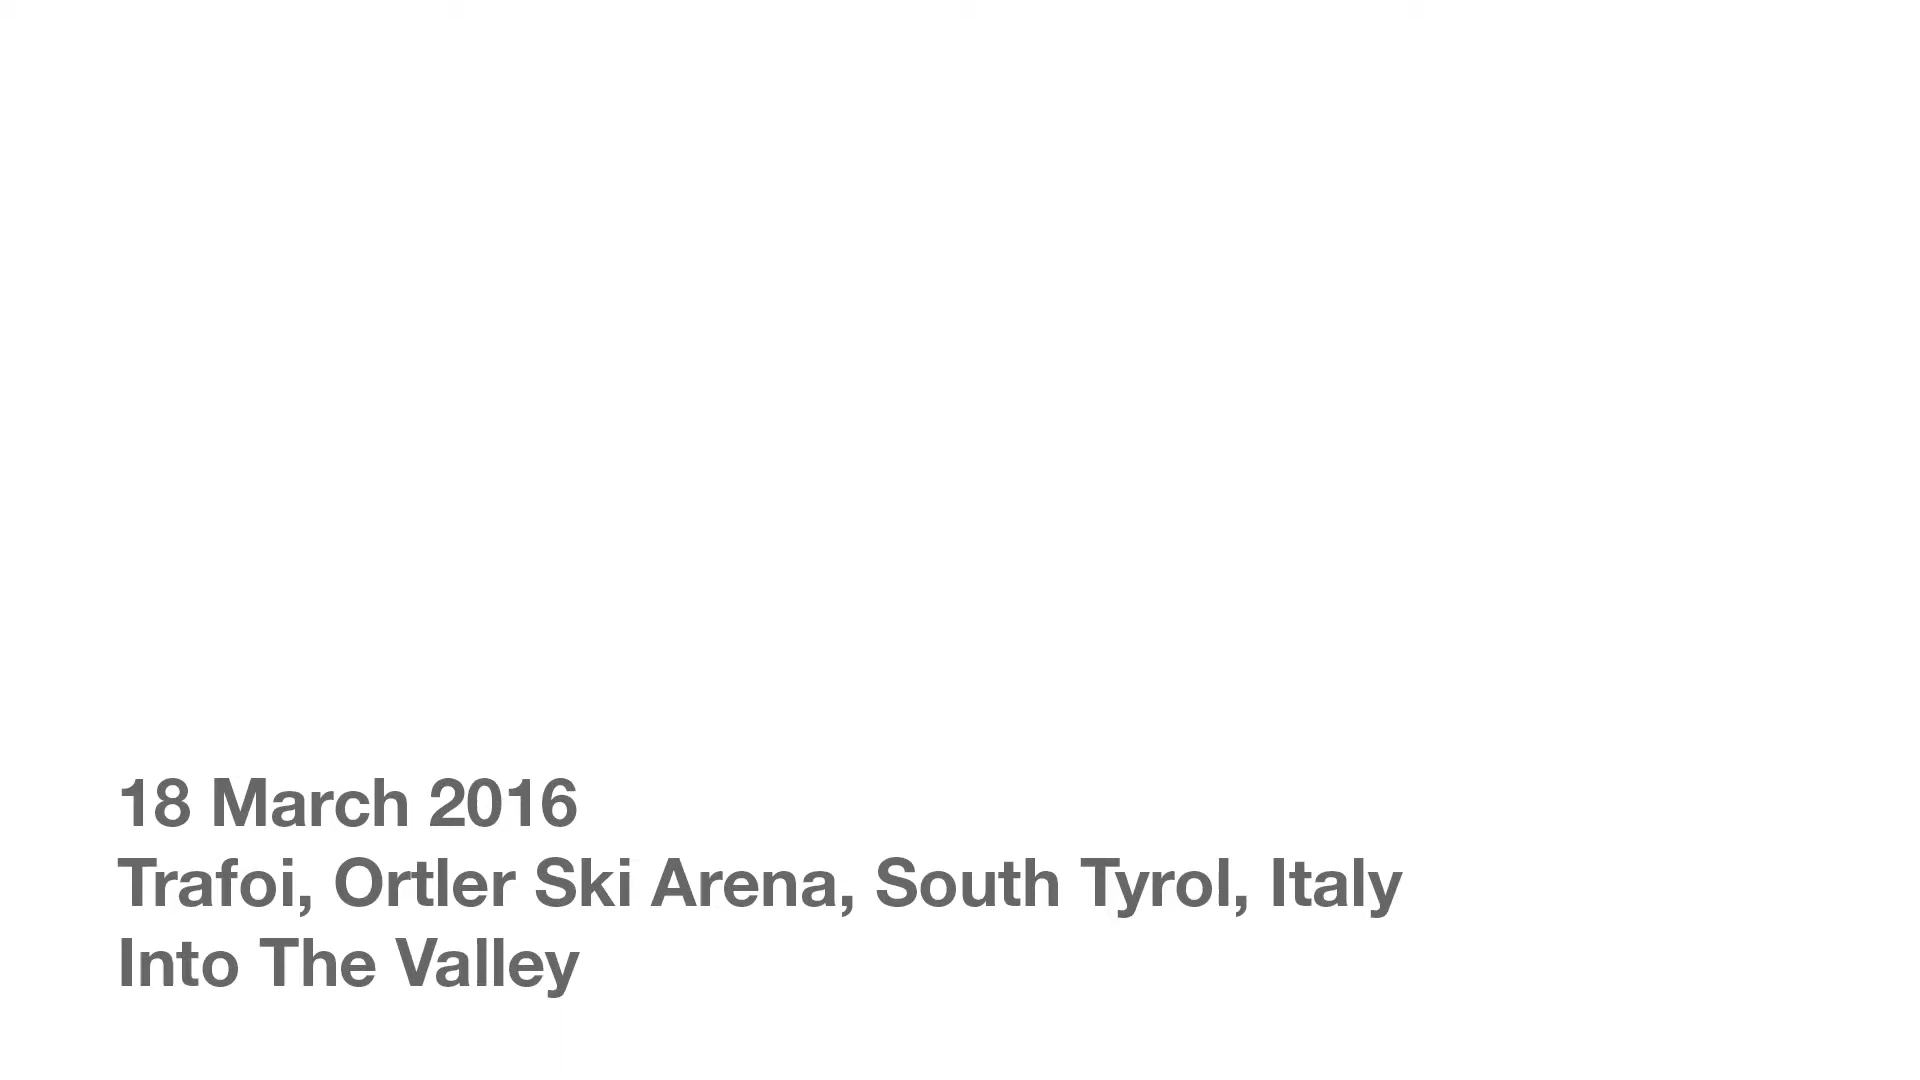 18 March 2016
Trafoi, Ortler Ski Arena, South Tyrol, Italy
Into The Valley